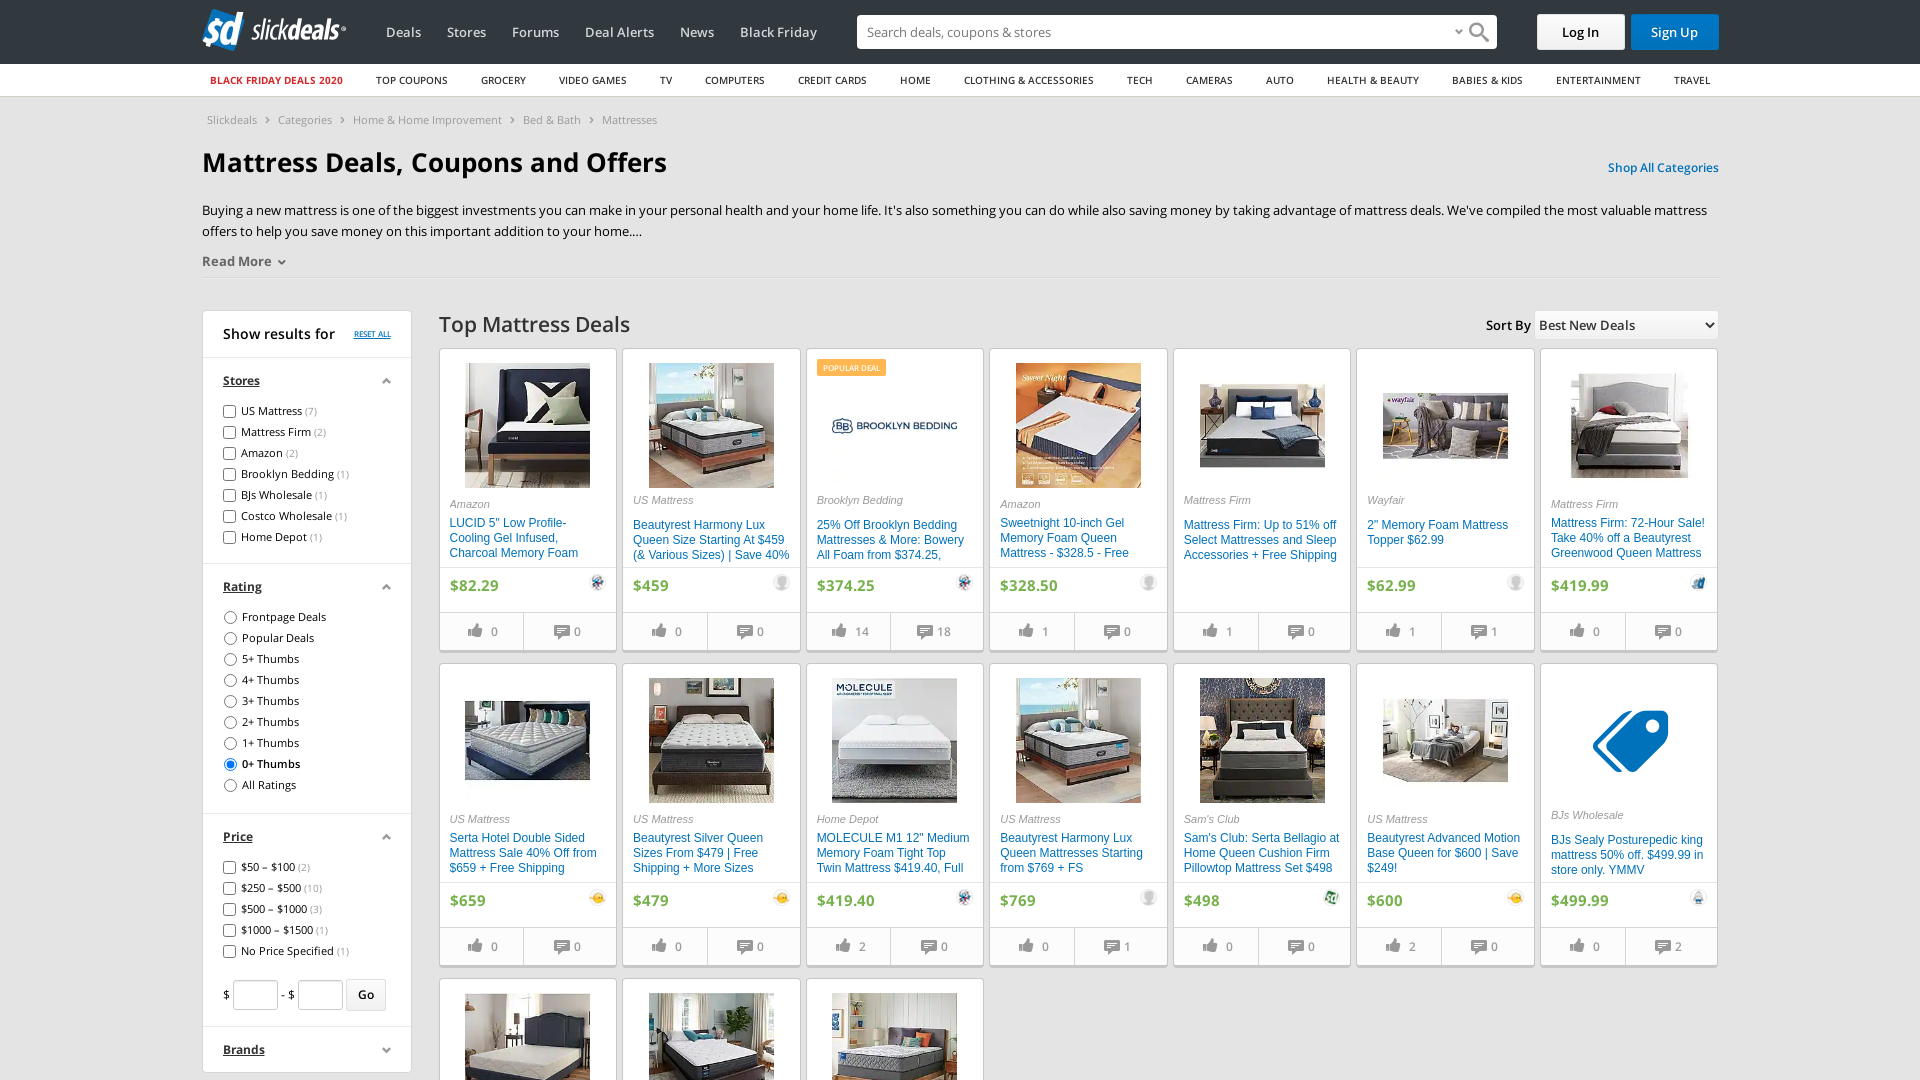 slickdeals
Deals
Stores
Forums
Deal Alerts
News
Black Friday
Search deals, coupons & stores
Log In
Sign Up
BLACK FRIDAY DEALS 2020
TOP COUPONS
GROCERY
VIDEO GAMES
TV
COMPUTERS
CREDIT CARDS
HOME
CLOTHING & ACCESSORIES
TECH
CAMERAS
AUTO
HEALTH & BEAUTY
BABIES & KIDS
ENTERTAINMENT
TRAVEL
Slickdeals > Categories > Home & Home Improvement > Bed & Bath > Mattresses
Mattress Deals, Coupons and Offers
Shop All Categories
Buying a new mattress is one of the biggest investments you can make in your personal health and your home life. It's also something you can do while also saving money by taking advantage of mattress deals. We've compiled the most valuable mattress
offers to help you save money on this important addition to your home....
Read More
Show results for
RESET ALL
Stores
US Mattress (7)
Mattress Firm (2)
Amazon (2)
Brooklyn Bedding (1)
BJs Wholesale (1)
Costco Wholesale (1)
Home Depot (1)
Rating
Frontpage Deals
Popular Deals
5+ Thumbs
4+ Thumbs
3+ Thumbs
2+ Thumbs
1+ Thumbs
0+ Thumbs
All Ratings
Price
$50 – $100 (2)
$250 – $500 (10)
$500 – $1000 (3)
$1000 – $1500 (1)
No Price Specified (1)
$ - $ Go
Brands
Top Mattress Deals
Sort By Best New Deals
Amazon
LUCID 5" Low Profile-
Cooling Gel Infused,
Charcoal Memory Foam
$82.29
0
0
US Mattress
Beautyrest Harmony Lux
Queen Size Starting At $459
(& Various Sizes) | Save 40%
$459
0
0
POPULAR DEAL
BB BROOKLYN BEDDING
Brooklyn Bedding
25% Off Brooklyn Bedding
Mattresses & More: Bowery
All Foam from $374.25,
$374.25
14
18
Sweet Night
Amazon
Sweetnight 10-inch Gel
Memory Foam Queen
Mattress - $328.5 - Free
$328.50
1
0
Mattress Firm
Mattress Firm: Up to 51% off
Select Mattresses and Sleep
Accessories + Free Shipping
1
0
wayfair
Wayfair
2" Memory Foam Mattress
Topper $62.99
$62.99
1
1
Mattress Firm
Mattress Firm: 72-Hour Sale!
Take 40% off a Beautyrest
Greenwood Queen Mattress
$419.99
0
0
US Mattress
Serta Hotel Double Sided
Mattress Sale 40% Off from
$659 + Free Shipping
$659
0
0
US Mattress
Beautyrest Silver Queen
Sizes From $479 | Free
Shipping + More Sizes
$479
0
0
MOLECULE
Home Depot
MOLECULE M1 12" Medium
Memory Foam Tight Top
Twin Mattress $419.40, Full
$419.40
2
0
US Mattress
Beautyrest Harmony Lux
Queen Mattresses Starting
from $769 + FS
$769
0
1
Sam's Club
Sam's Club: Serta Bellagio at
Home Queen Cushion Firm
Pillowtop Mattress Set $498
$498
0
0
US Mattress
Beautyrest Advanced Motion
Base Queen for $600 | Save
$249!
$600
2
0
BJs Wholesale
BJs Sealy Posturepedic king
mattress 50% off. $499.99 in
store only. YMMV
$499.99
0
2